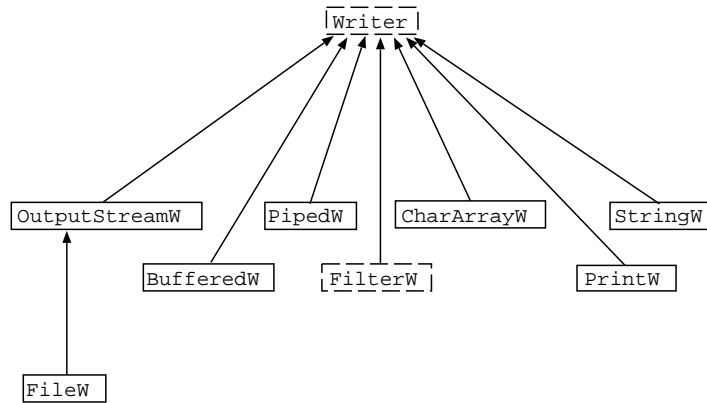 Writer
OutputStreamW
PipedW
CharArrayW
StringW
BufferedW
FilterW
PrintW
FileW